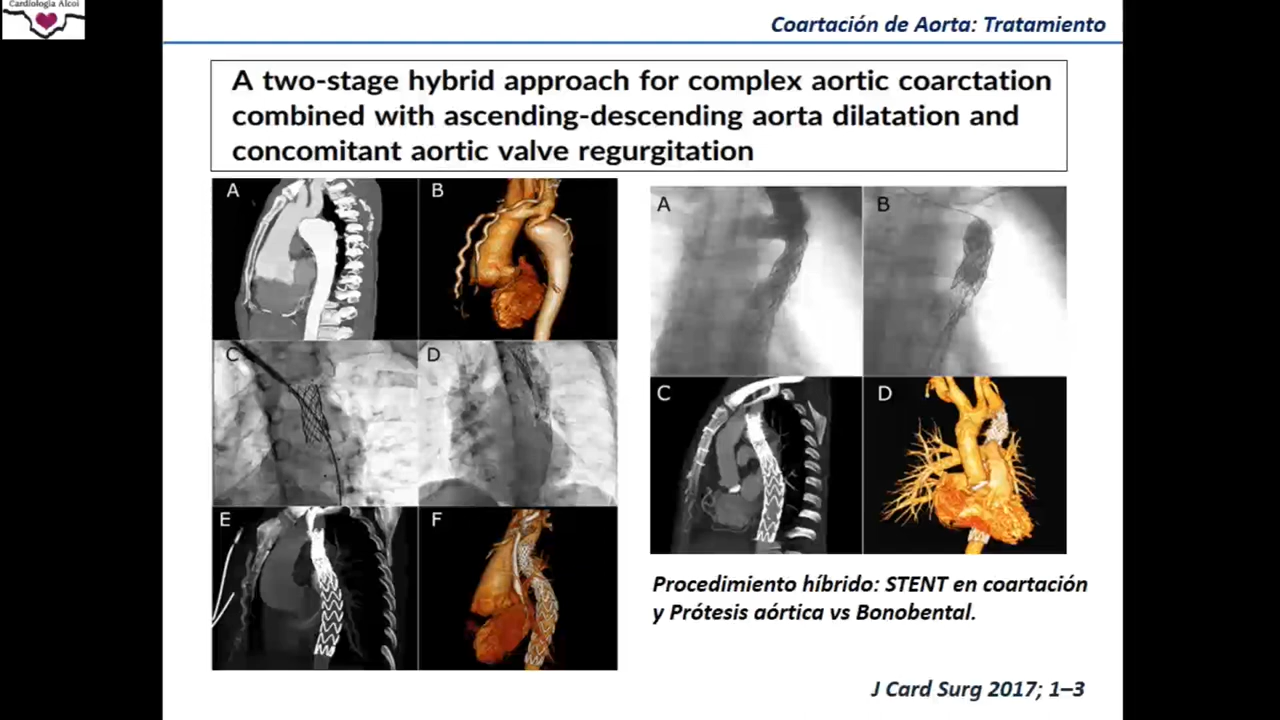 Cardiología Alcoi
Coartación de Aorta: Tratamiento
A two-stage hybrid approach for complex aortic coarctation
combined with ascending-descending aorta dilatation and
concomitant aortic valve regurgitation
A
B
C
D
E
F
A
B
C
D
Procedimiento híbrido: STENT en coartación
y Prótesis aórtica vs Bonobental.
J Card Surg 2017; 1–3